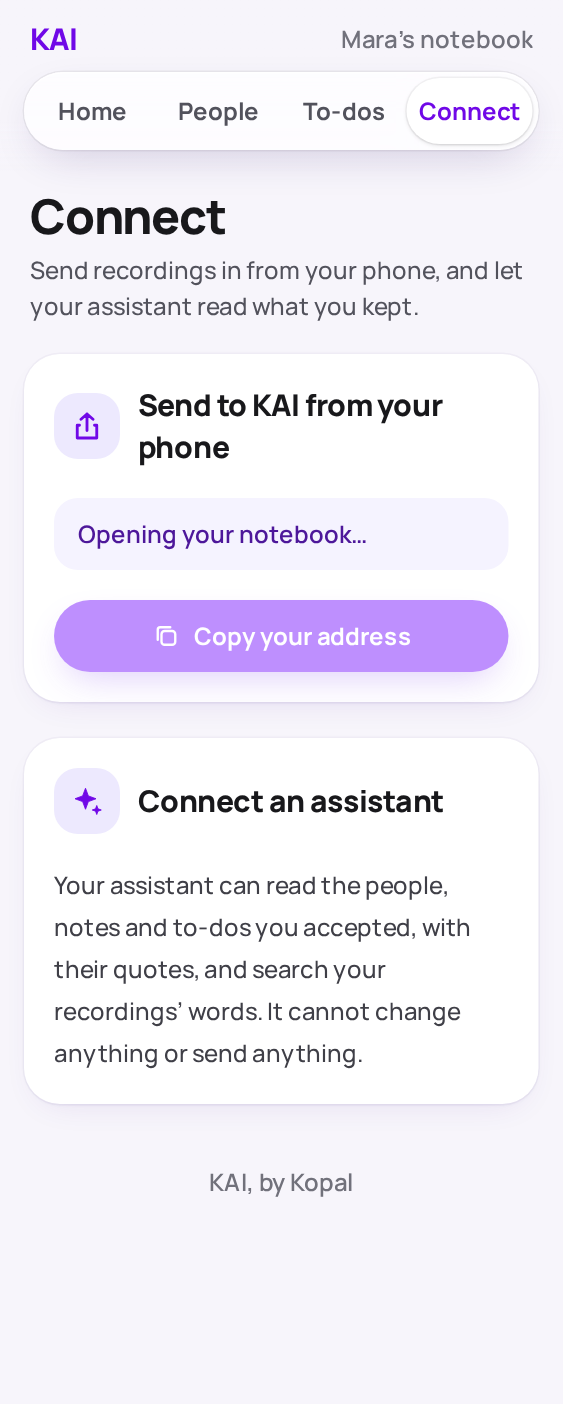 KAI
Mara’s notebook
Home
People
To-dos
Connect
Connect
Send recordings in from your phone, and let
your assistant read what you kept.
Send to KAI from your
phone
Opening your notebook…
Copy your address
Connect an assistant
Your assistant can read the people,
notes and to-dos you accepted, with
their quotes, and search your
recordings’ words. It cannot change
anything or send anything.
KAI, by Kopal